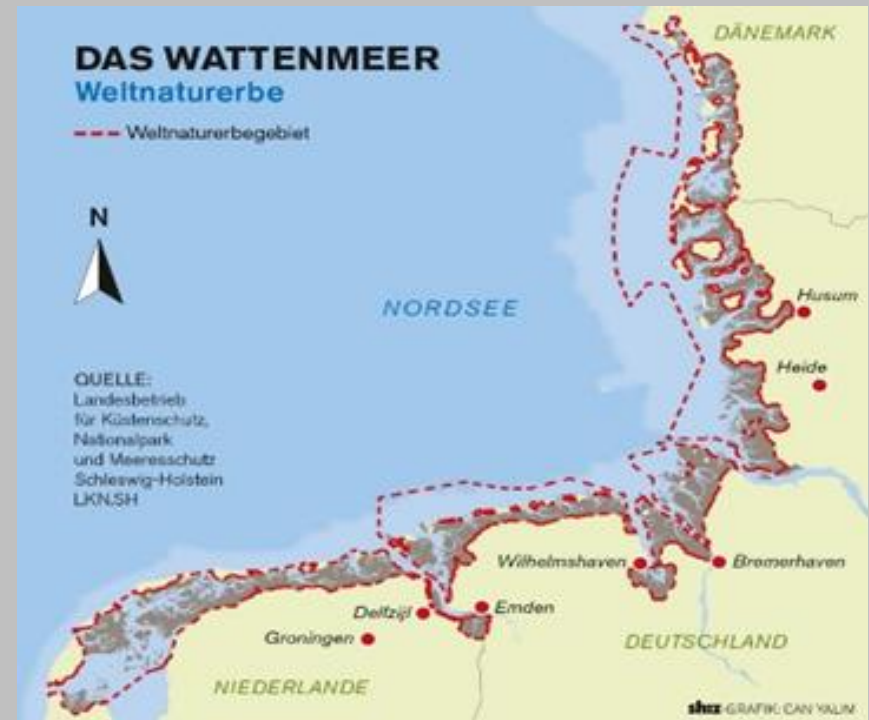 DAS WATTENMEER
Weltnaturerbe
Weltnaturerbegebiet
DÄNEMARK
N
NORDSEE
Husum
Heide
QUELLE:
Landesbetrieb
für Küstenschutz,
Nationalpark
und Meeresschutz
Schleswig-Holstein
LKN.SH
Wilhelmshaven
Bremerhaven
Delfzijl
Emden
Groningen
DEUTSCHLAND
NIEDERLANDE
shz-GRAFIK: CAN YALIM